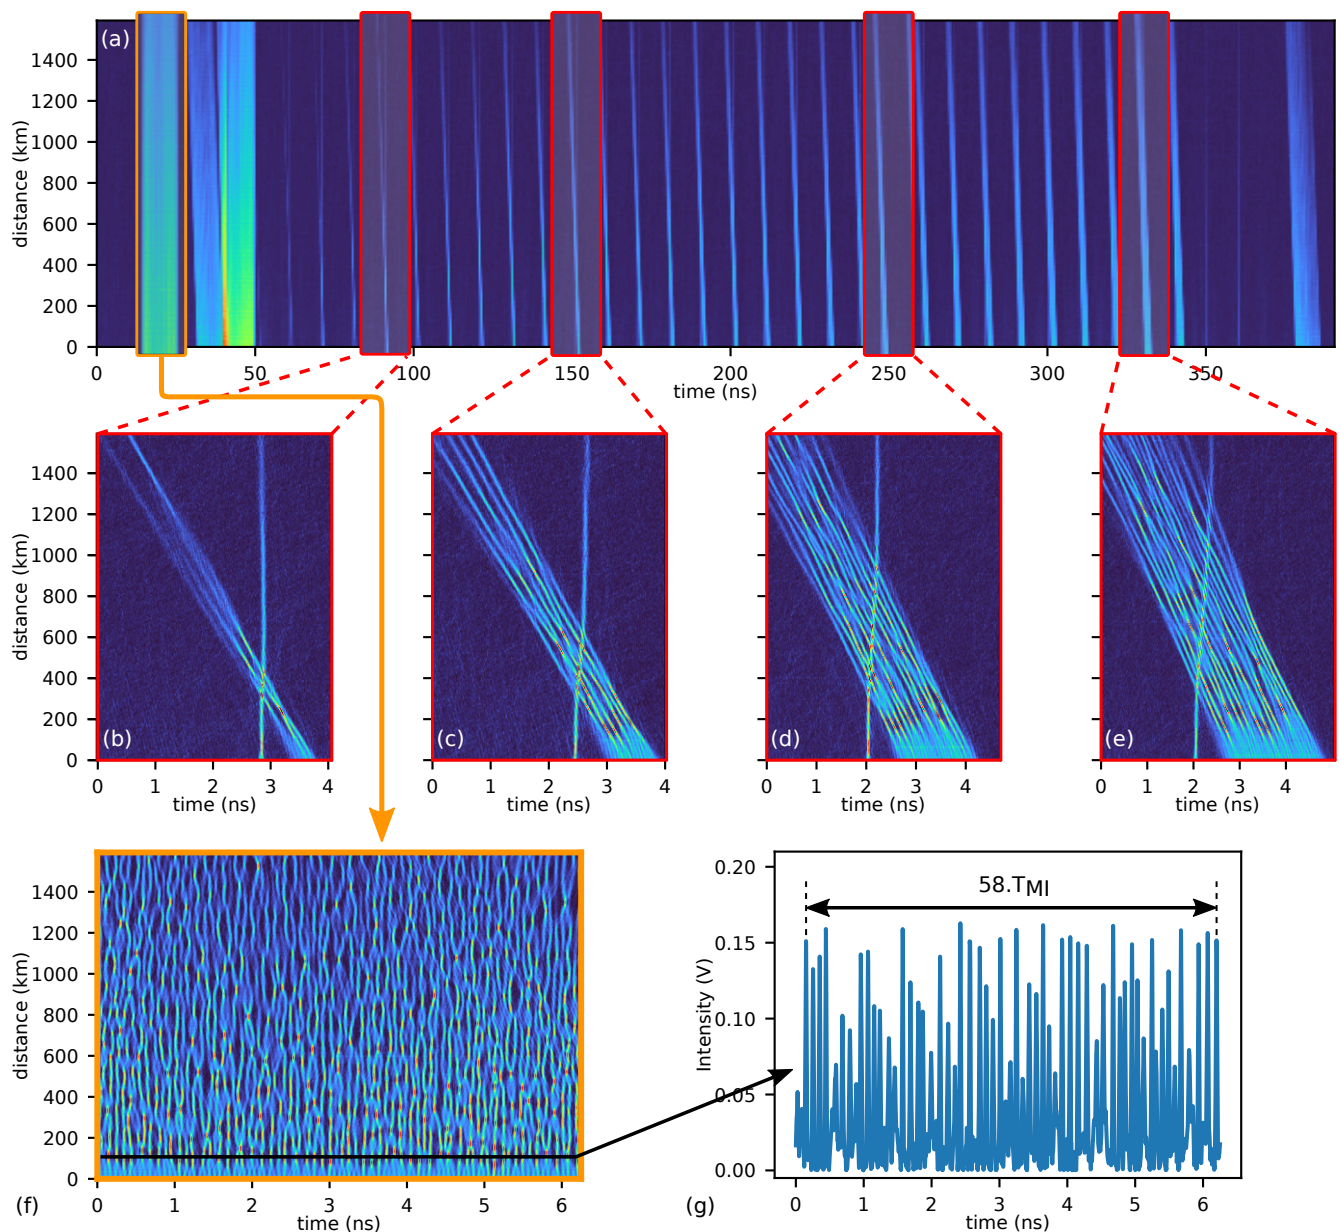 (a)
1400
1200
1000
800
600
400
200
0
distance (km)
0 50 100 150 200 250 300 350
time (ns)
1400
1200
1000
800
600
400
200
0
distance (km)
(b) (c) (d) (e)
0 1 2 3 4
time (ns)
0 1 2 3 4
time (ns)
0 1 2 3 4
time (ns)
0 1 2 3 4
time (ns)
1400
1200
1000
800
600
400
200
0
distance (km)
0 1 2 3 4 5 6
time (ns)
(f)
0.20
0.15
0.10
0.05
0.00
Intensity (V)
58.TMI
0 1 2 3 4 5 6
time (ns)
(g)